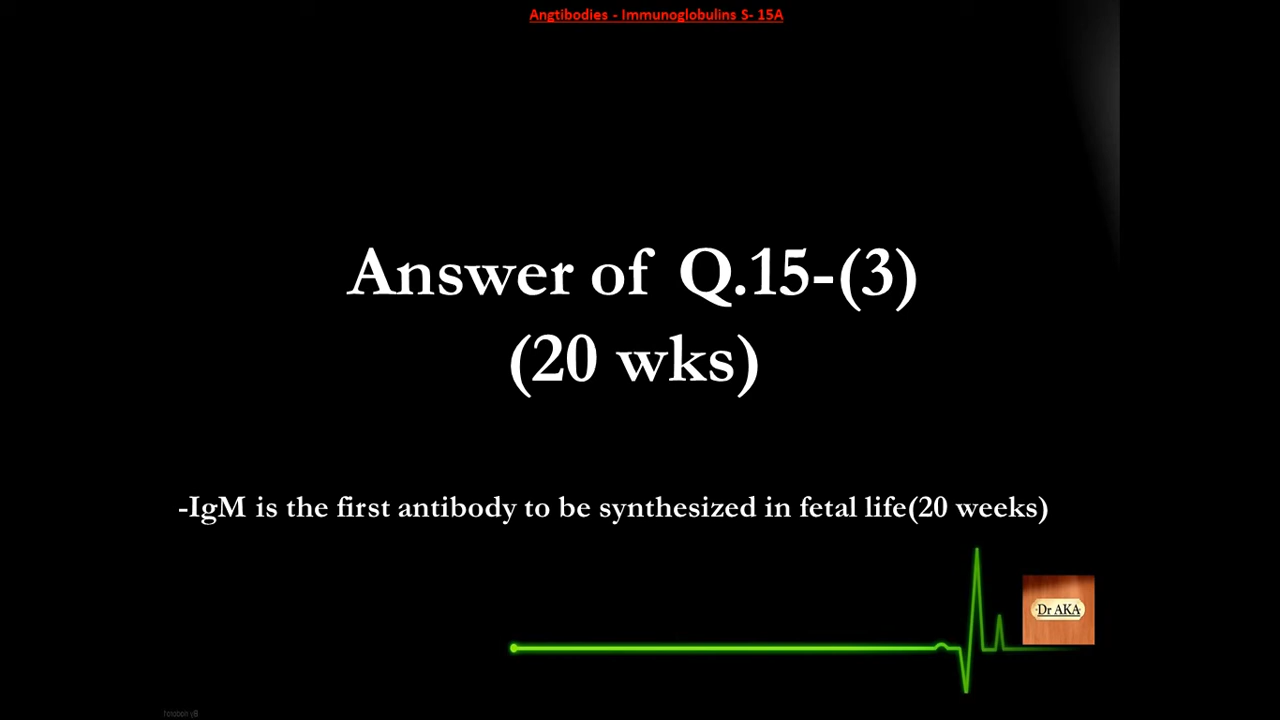 Angtibodies - Immunoglobulins S- 15A
Answer of Q.15-(3)
(20 wks)
-IgM is the first antibody to be synthesized in fetal life(20 weeks)
Dr AKA